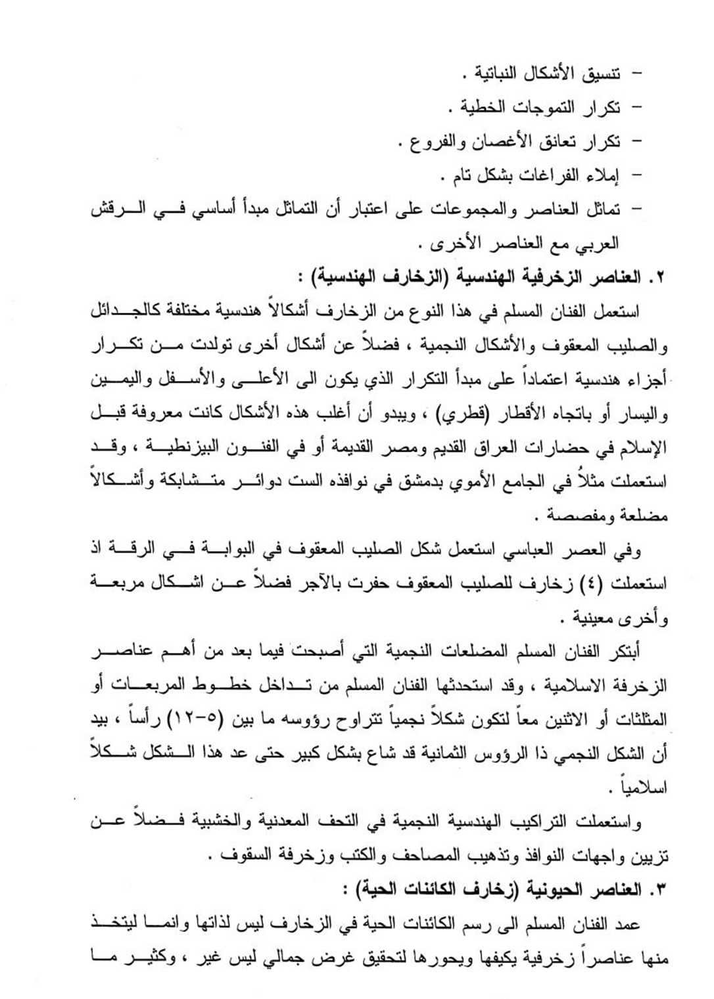 - تنسيق الأشكال النباتية .
- تكرار التموجات الخطية .
- تكرار تعانق الأغصان والفروع .
- إملاء الفراغات بشكل تام .
- تماثل العناصر والمجموعات على اعتبار أن التماثل مبدأ أساسي في الرقش
العربي مع العناصر الأخرى .
٢. العناصر الزخرفية الهندسية (الزخارف الهندسية) :
استعمل الفنان المسلم في هذا النوع من الزخارف أشكالاً هندسية مختلفة كالجدائل
والصليب المعقوف والأشكال النجمية ، فضلاً عن أشكال أخرى تولدت من تكرار
أجزاء هندسية اعتماداً على مبدأ التكرار الذي يكون الى الأعلى والأسفل واليمين
واليسار أو باتجاه الأقطار (قطري) ، ويبدو أن أغلب هذه الأشكال كانت معروفة قبل
الإسلام في حضارات العراق القديم ومصر القديمة أو في الفنون البيزنطية ، وقد
استعملت مثلاُ في الجامع الأموي بدمشق في نوافذه الست دوائر متشابكة وأشكالاً
مضلعة ومفصصة .
وفي العصر العباسي استعمل شكل الصليب المعقوف في البوابة في الرقة اذ
استعملت (٤) زخارف للصليب المعقوف حفرت بالآجر فضلاً عن اشكال مربعة
وأخرى معينية .
أبتكر الفنان المسلم المضلعات النجمية التي أصبحت فيما بعد من أهم عناصر
الزخرفة الاسلامية ، وقد استحدثها الفنان المسلم من تداخل خطوط المربعات أو
المثلثات أو الاثنين معاً لتكون شكلاً نجمياً تتراوح رؤوسه ما بين (٥-١٢) رأساً ، بيد
أن الشكل النجمي ذا الرؤوس الثمانية قد شاع بشكل كبير حتى عد هذا الشكل شكلاً
اسلامياً .
واستعملت التراكيب الهندسية النجمية في التحف المعدنية والخشبية فضلاً عن
تزيين واجهات النوافذ وتذهيب المصاحف والكتب وزخرفة السقوف .
٣. العناصر الحيونية (زخارف الكائنات الحية) :
عمد الفنان المسلم الى رسم الكائنات الحية في الزخارف ليس لذاتها وانما ليتخذ
منها عناصراً زخرفية يكيفها ويحورها لتحقيق غرض جمالي ليس غير ، وكثير ما